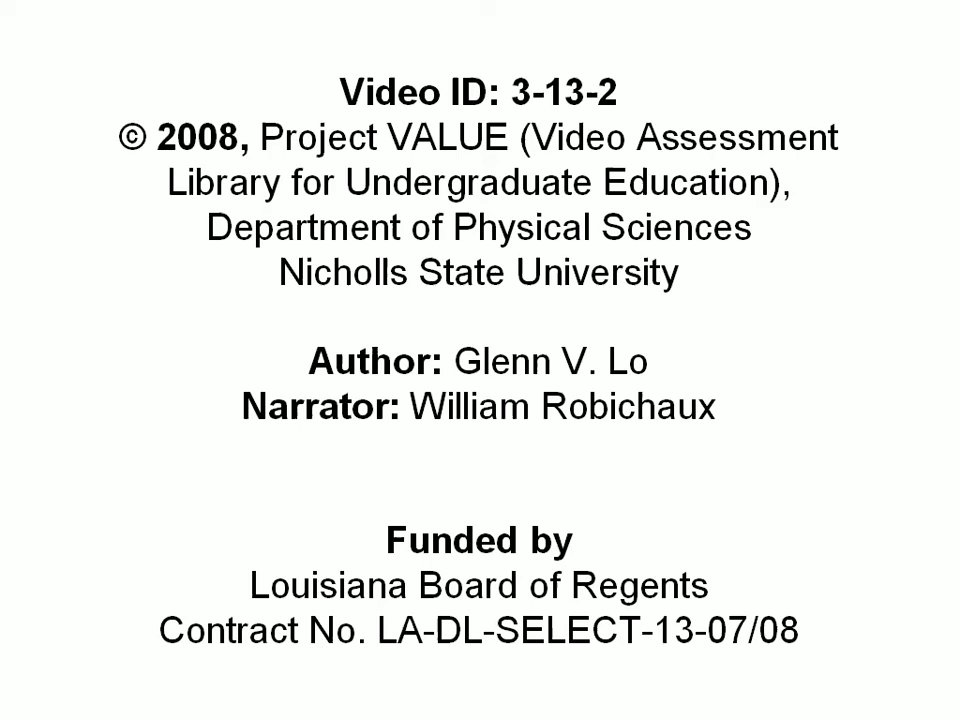 Video ID: 3-13-2
© 2008, Project VALUE (Video Assessment
Library for Undergraduate Education),
Department of Physical Sciences
Nicholls State University
Author: Glenn V. Lo
Narrator: William Robichaux
Funded by
Louisiana Board of Regents
Contract No. LA-DL-SELECT-13-07/08